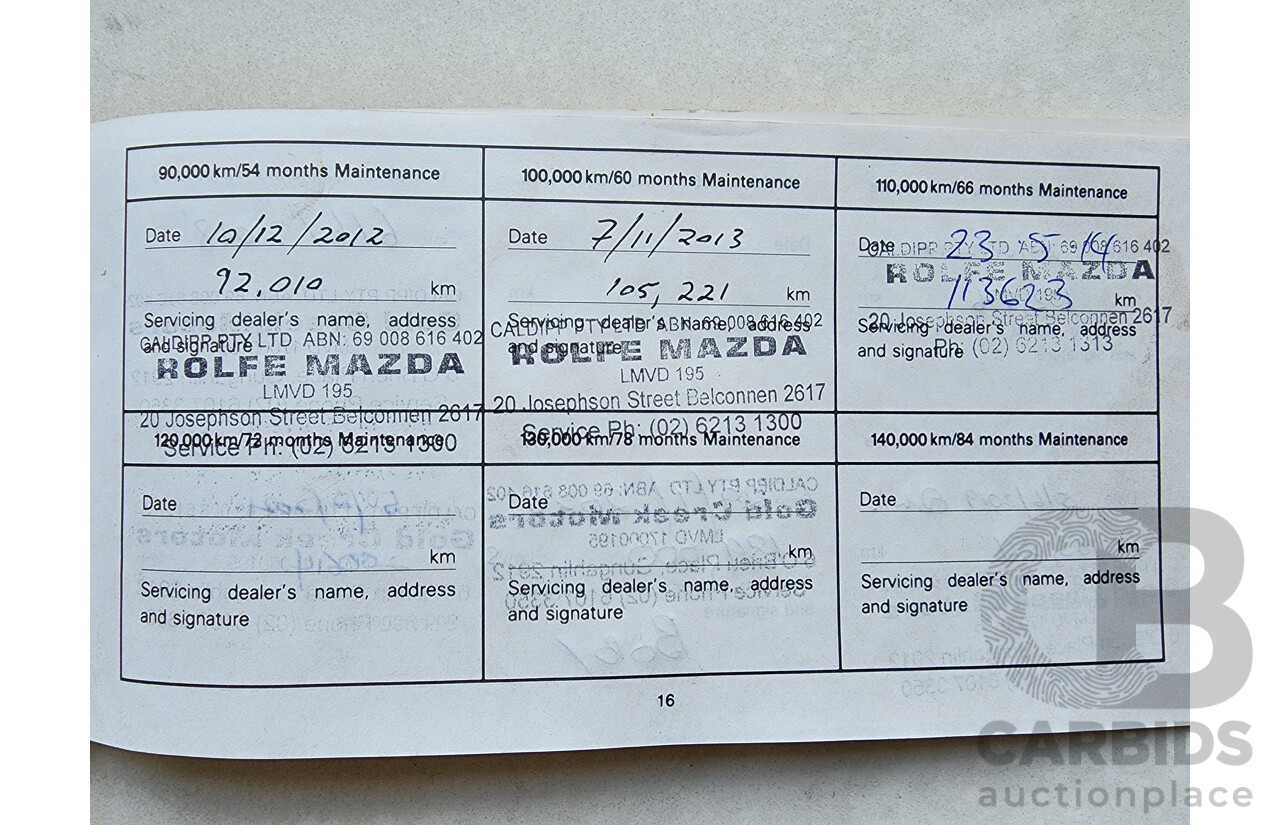 90,000 km/54 months Maintenance
Date 10/12/2012
92,010 km
Servicing dealer's name, address
and signature
CALDIPP PTY LTD ABN: 69 008 616 402
ROLFE MAZDA
LMVD 195
20 Josephson Street Belconnen 2617
Service Ph: (02) 6213 1300
100,000 km/60 months Maintenance
Date 7/11/2013
105,221 km
Servicing dealer's name, address
and signature
CALDIPP PTY LTD ABN: 69 008 616 402
ROLFE MAZDA
LMVD 195
20 Josephson Street Belconnen 2617
Service Ph: (02) 6213 1300
110,000 km/66 months Maintenance
Date 23 5 14
CALDIPP PTY LTD ABN: 69 008 616 402
ROLFE MAZDA
113623 km
LMVD 195
20 Josephson Street Belconnen 2617
Servicing dealer's name, address
and signature
Ph: (02) 6213 1313
120,000 km/72 months Maintenance
Date
km
Servicing dealer's name, address
and signature
130,000 km/78 months Maintenance
Date
km
Servicing dealer's name, address
and signature
140,000 km/84 months Maintenance
Date
km
Servicing dealer's name, address
and signature
16
CARBIDS
auctionplace